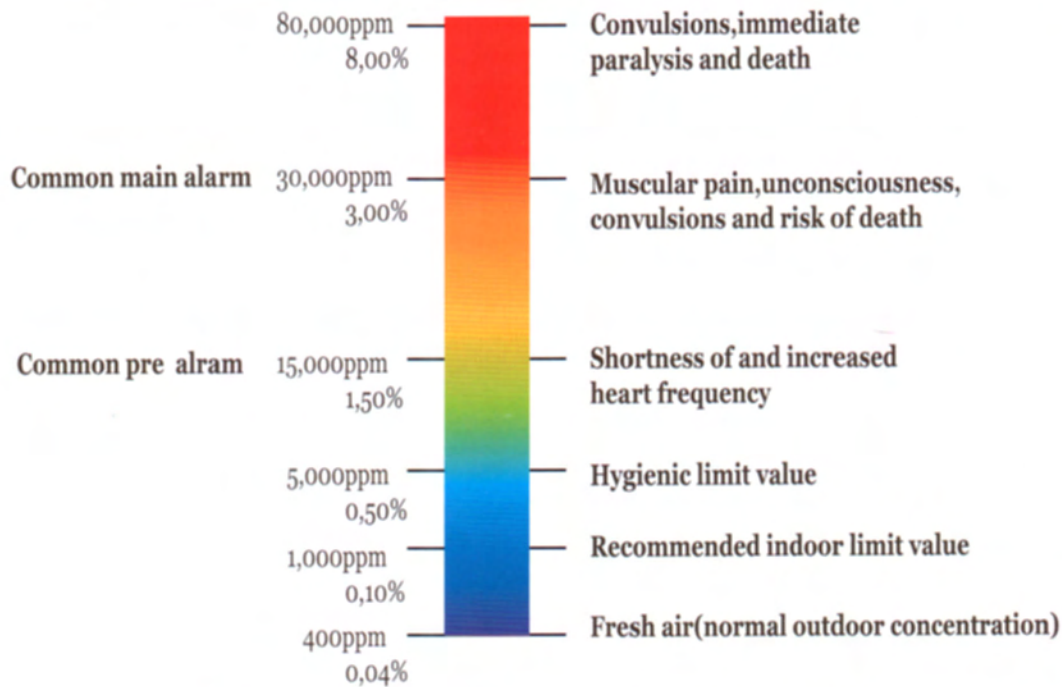 80,000ppm
8,00%
Convulsions,immediate
paralysis and death
Common main alarm
30,000ppm
3,00%
Muscular pain,unconsciousness,
convulsions and risk of death
Common pre alram
15,000ppm
1,50%
Shortness of and increased
heart frequency
5,000ppm
0,50%
Hygienic limit value
1,000ppm
0,10%
Recommended indoor limit value
400ppm
0,04%
Fresh air(normal outdoor concentration)